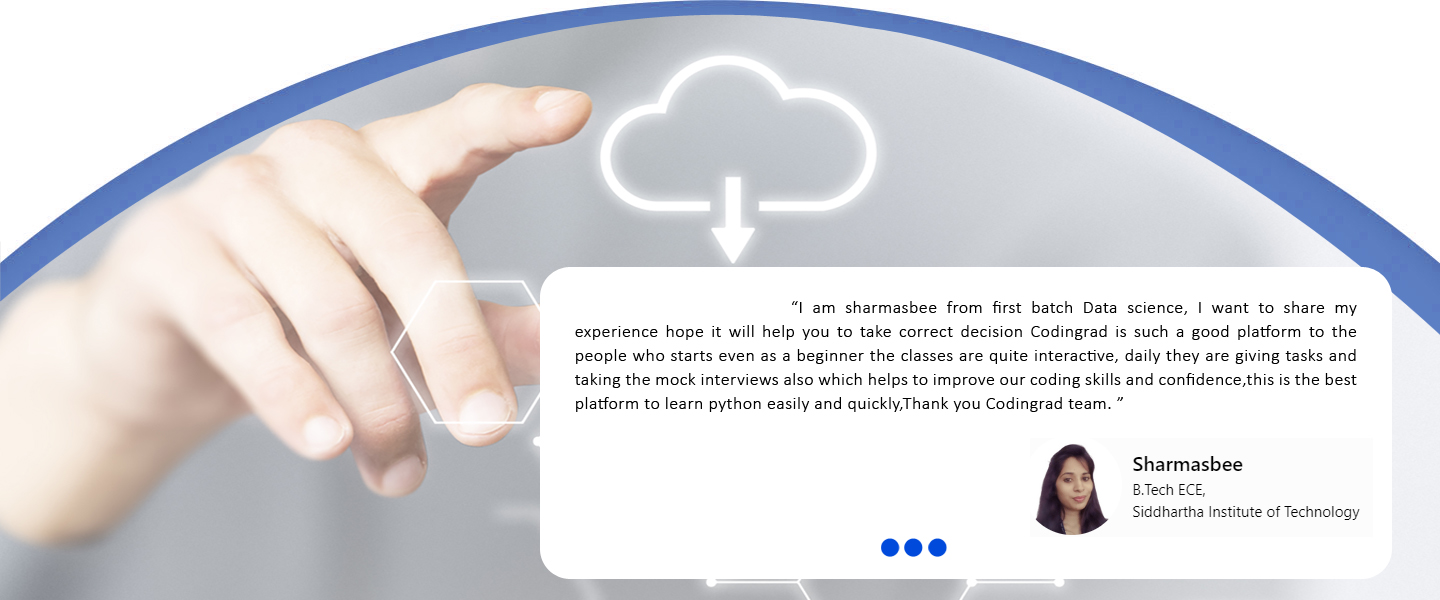 “I am sharmasbee from first batch Data science, I want to share my
experience hope it will help you to take correct decision Codingrad is such a good platform to the
people who starts even as a beginner the classes are quite interactive, daily they are giving tasks and
taking the mock interviews also which helps to improve our coding skills and confidence,this is the best
platform to learn python easily and quickly,Thank you Codingrad team. ”
Sharmasbee
B.Tech ECE,
Siddhartha Institute of Technology